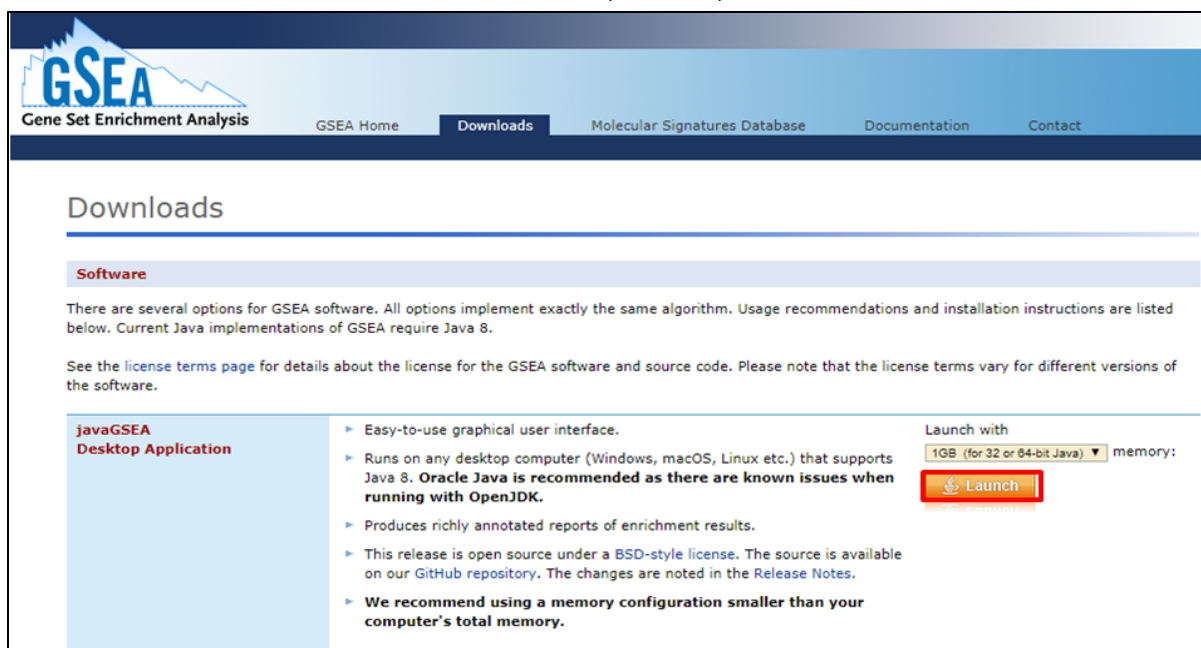 GSEA
Gene Set Enrichment Analysis
GSEA Home Downloads Molecular Signatures Database Documentation Contact
Downloads
Software
There are several options for GSEA software. All options implement exactly the same algorithm. Usage recommendations and installation instructions are listed
below. Current Java implementations of GSEA require Java 8.
See the license terms page for details about the license for the GSEA software and source code. Please note that the license terms vary for different versions of
the software.
javaGSEA
Desktop Application
► Easy-to-use graphical user interface.
► Runs on any desktop computer (Windows, macOS, Linux etc.) that supports
Java 8. Oracle Java is recommended as there are known issues when
running with OpenJDK.
► Produces richly annotated reports of enrichment results.
► This release is open source under a BSD-style license. The source is available
on our GitHub repository. The changes are noted in the Release Notes.
► We recommend using a memory configuration smaller than your
computer's total memory.
Launch with
1GB (for 32 or 64-bit Java) ▼ memory:
Launch